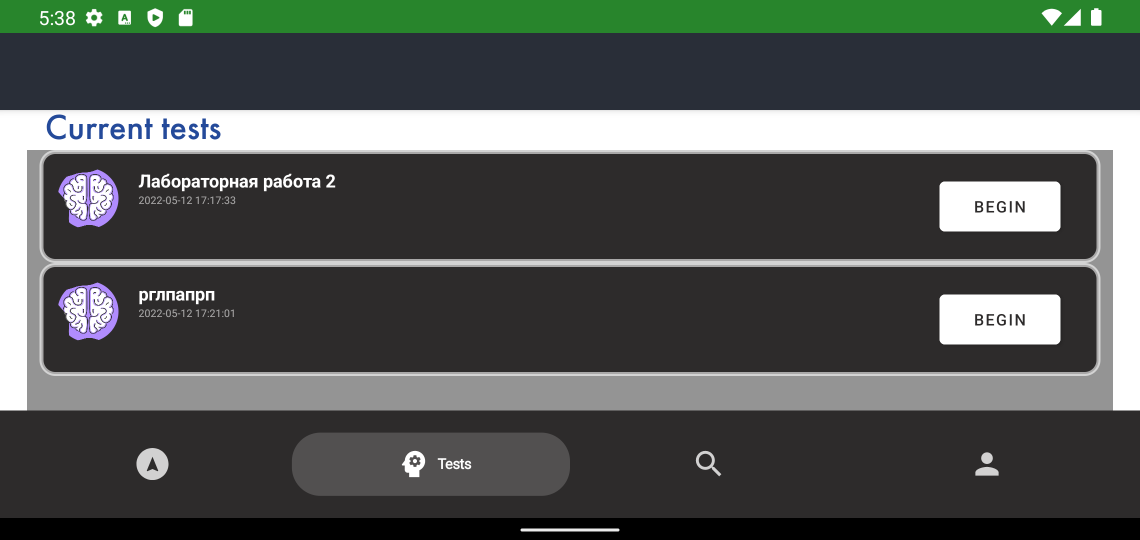 5:38
Current tests
Лабораторная работа 2
2022-05-12 17:17:33
BEGIN
рглпапрп
2022-05-12 17:21:01
BEGIN
Tests